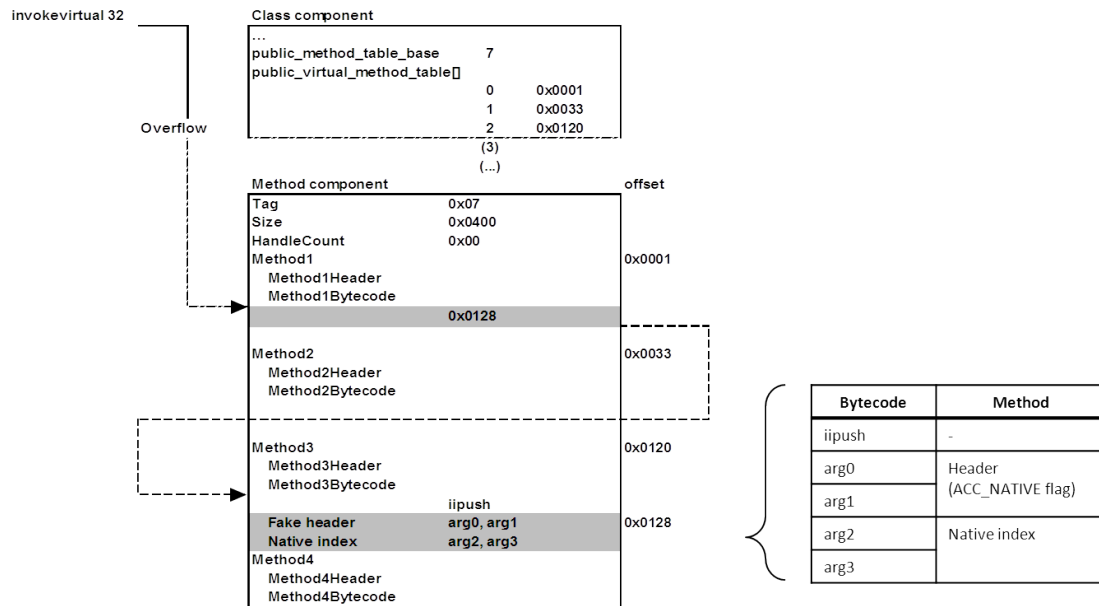 invokevirtual 32
Class component
...
public_method_table_base 7
public_virtual_method_table[]
0 0x0001
1 0x0033
Overflow
2 0x0120
(3)
(...)
Method component offset
Tag 0x07
Size 0x0400
HandleCount 0x00
Method1 0x0001
Method1Header
Method1Bytecode
0x0128
Method2 0x0033
Method2Header
Method2Bytecode
Method3 0x0120
Method3Header
Method3Bytecode
iipush
Fake header arg0, arg1 0x0128
Native index arg2, arg3
Method4
Method4Header
Method4Bytecode
Bytecode Method
iipush -
arg0 Header
(ACC_NATIVE flag)
arg1
arg2 Native index
arg3